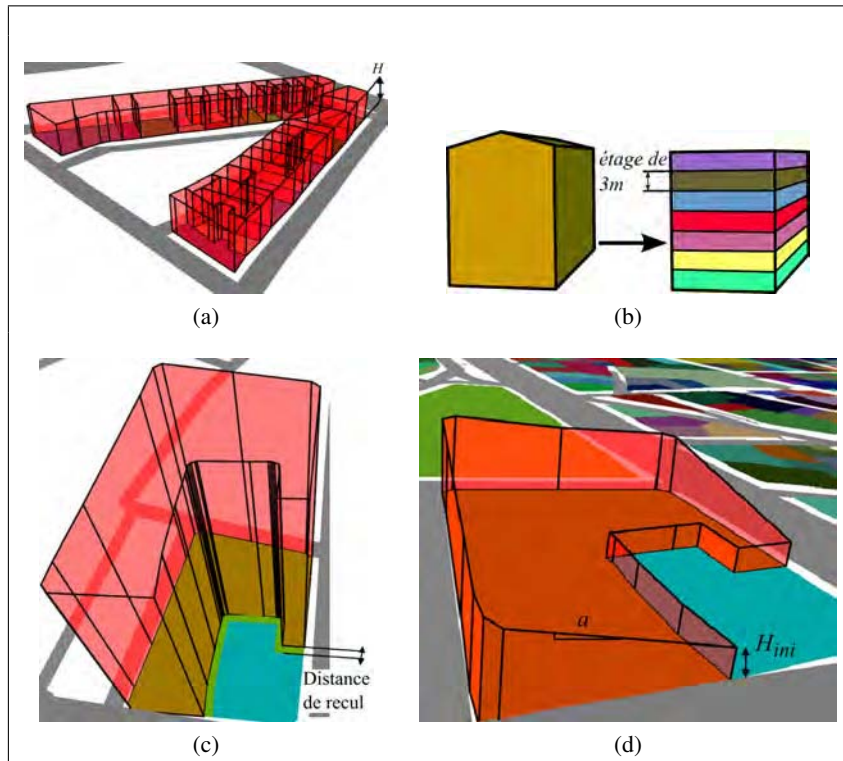 H
étage de
3m
(a)
(b)
Distance
de recul
a
H_ini
(c)
(d)